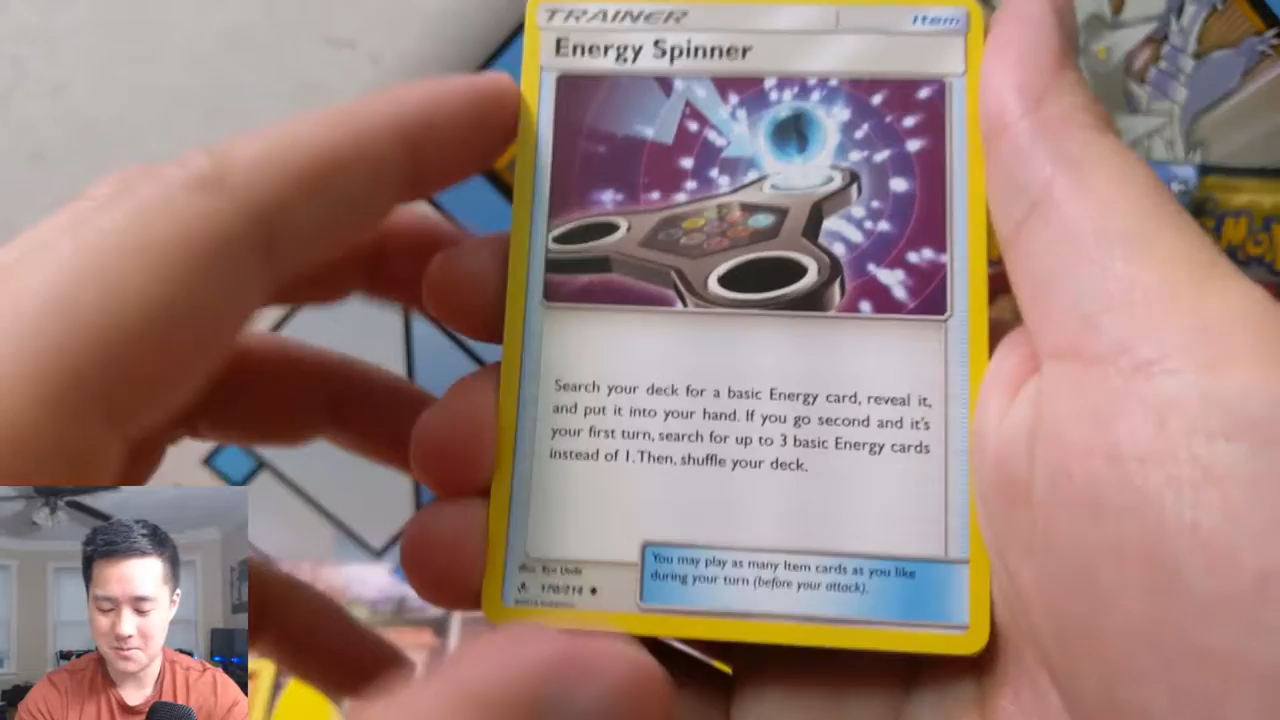 TRAINER
Item
Energy Spinner
Search your deck for a basic Energy card, reveal it,
and put it into your hand. If you go second and it's
your first turn, search for up to 3 basic Energy cards
instead of 1. Then, shuffle your deck.
You may play as many Item cards as you like
during your turn (before your attack).
170/214